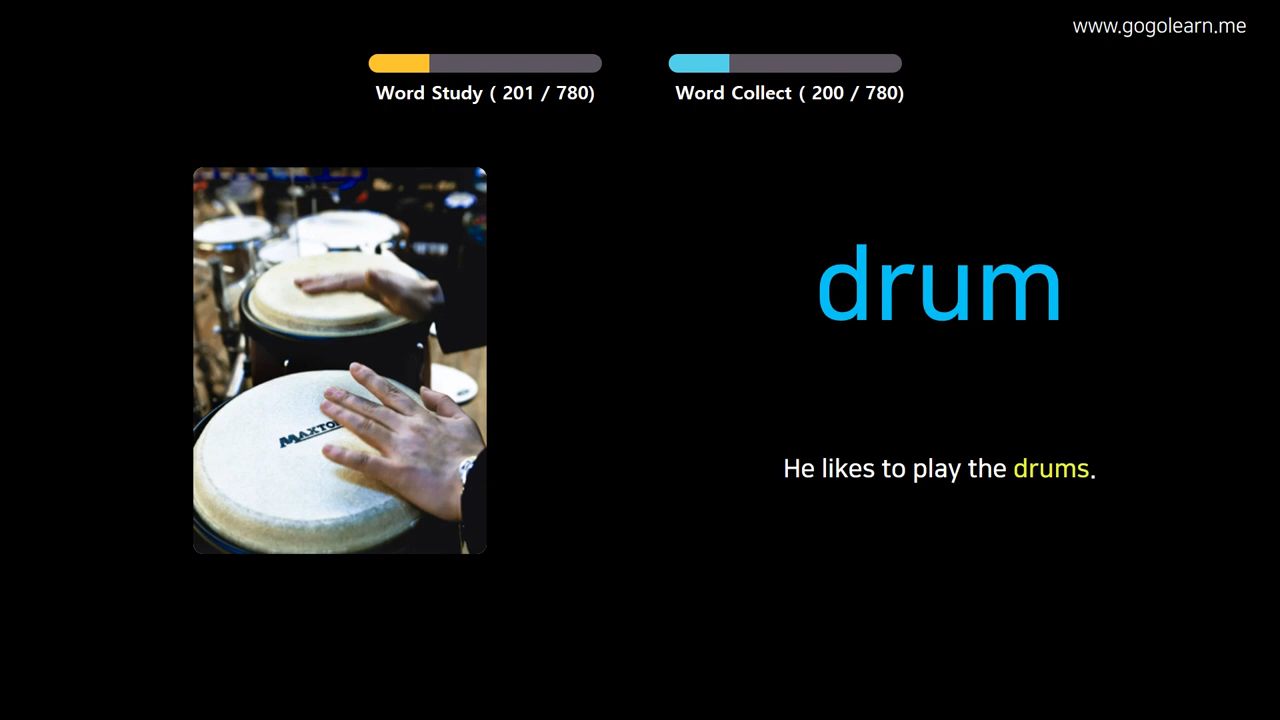 www.gogolearn.me
Word Study ( 201 / 780)
Word Collect ( 200 / 780)
drum
He likes to play the drums.